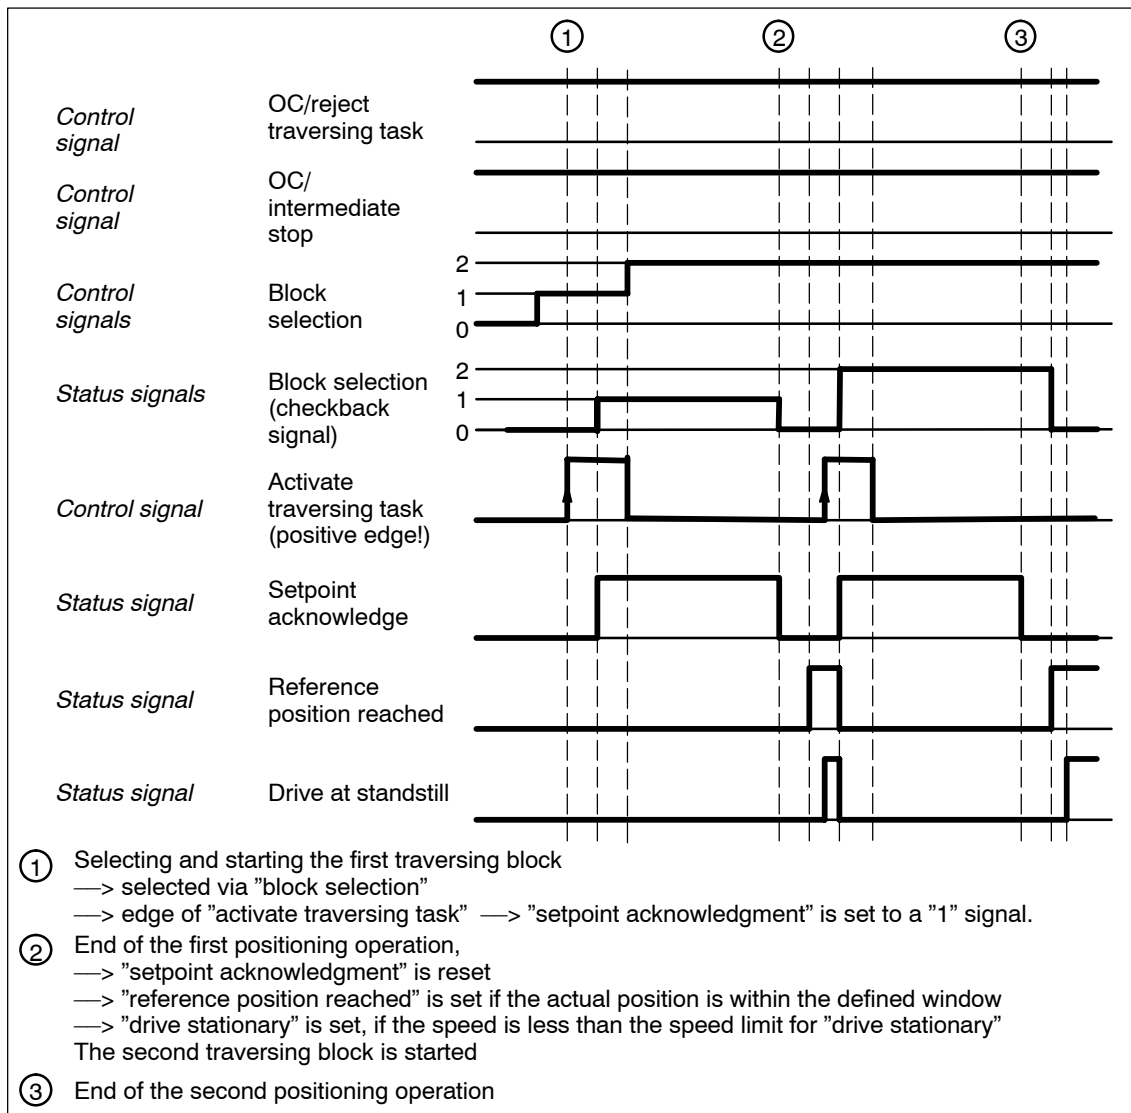 1 2 3
Control
signal
OC/reject
traversing task
Control
signal
OC/
intermediate
stop
Control
signals
Block
selection
2
1
0
Status signals
Block selection
(checkback
signal)
2
1
0
Control signal
Activate
traversing task
(positive edge!)
Status signal
Setpoint
acknowledge
Status signal
Reference
position reached
Status signal
Drive at standstill
1 Selecting and starting the first traversing block
––> selected via ”block selection”
––> edge of ”activate traversing task” ––> ”setpoint acknowledgment” is set to a ”1” signal.
2 End of the first positioning operation,
––> ”setpoint acknowledgment” is reset
––> ”reference position reached” is set if the actual position is within the defined window
––> ”drive stationary” is set, if the speed is less than the speed limit for ”drive stationary”
The second traversing block is started
3 End of the second positioning operation